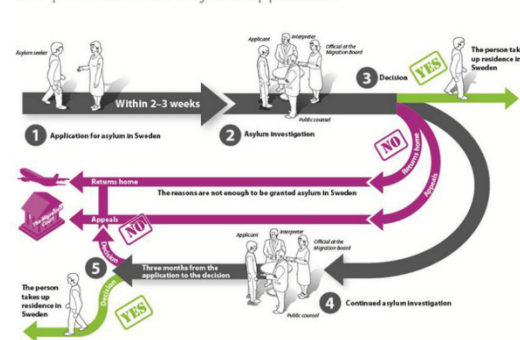 Asylum seeker
Within 2–3 weeks
1 Application for asylum in Sweden
Applicant
Interpreter
Official at the
Migration Board
Public counsel
2 Asylum investigation
3 Decision
YES
The person takes
up residence in
Sweden
NO
Returns home
Appeals
Returns home
The reasons are not enough to be granted asylum in Sweden
Appeals
NO
Decision
5
Three months from the
application to the decision
Applicant
Interpreter
Official at the
Migration Board
Public counsel
4 Continued asylum investigation
The person
takes up
residence in
Sweden
Decision
YES